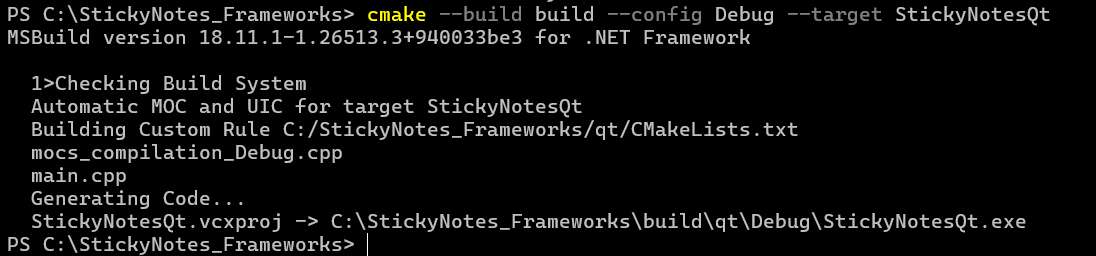 PS C:\StickyNotes_Frameworks> cmake --build build --config Debug --target StickyNotesQt
MSBuild version 18.11.1-1.26513.3+940033be3 for .NET Framework
1>Checking Build System
Automatic MOC and UIC for target StickyNotesQt
Building Custom Rule C:/StickyNotes_Frameworks/qt/CMakeLists.txt
mocs_compilation_Debug.cpp
main.cpp
Generating Code...
StickyNotesQt.vcxproj -> C:\StickyNotes_Frameworks\build\qt\Debug\StickyNotesQt.exe
PS C:\StickyNotes_Frameworks>